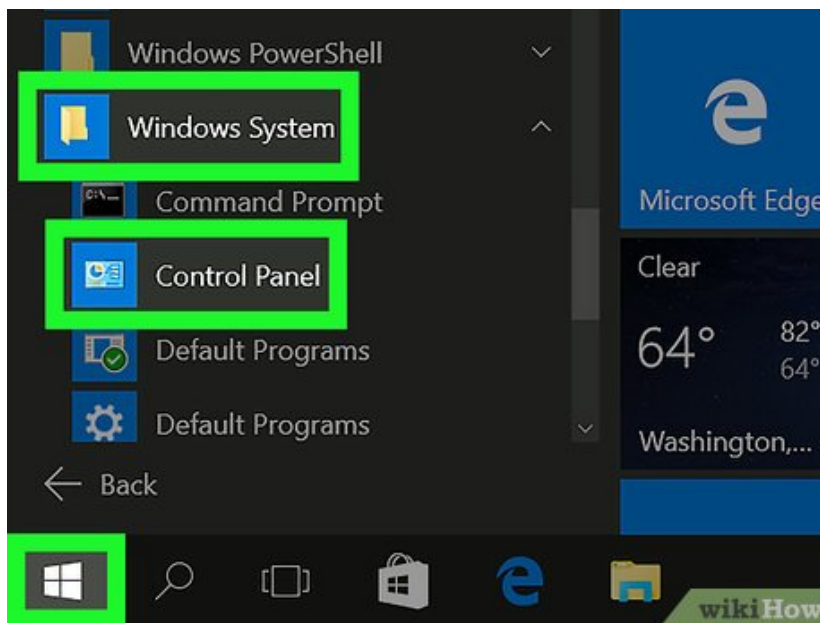 Windows PowerShell
Windows System
Command Prompt
Control Panel
Default Programs
Default Programs
Back
Microsoft Edge
Clear
64°
82°
64°
Washington,...
wikiHow